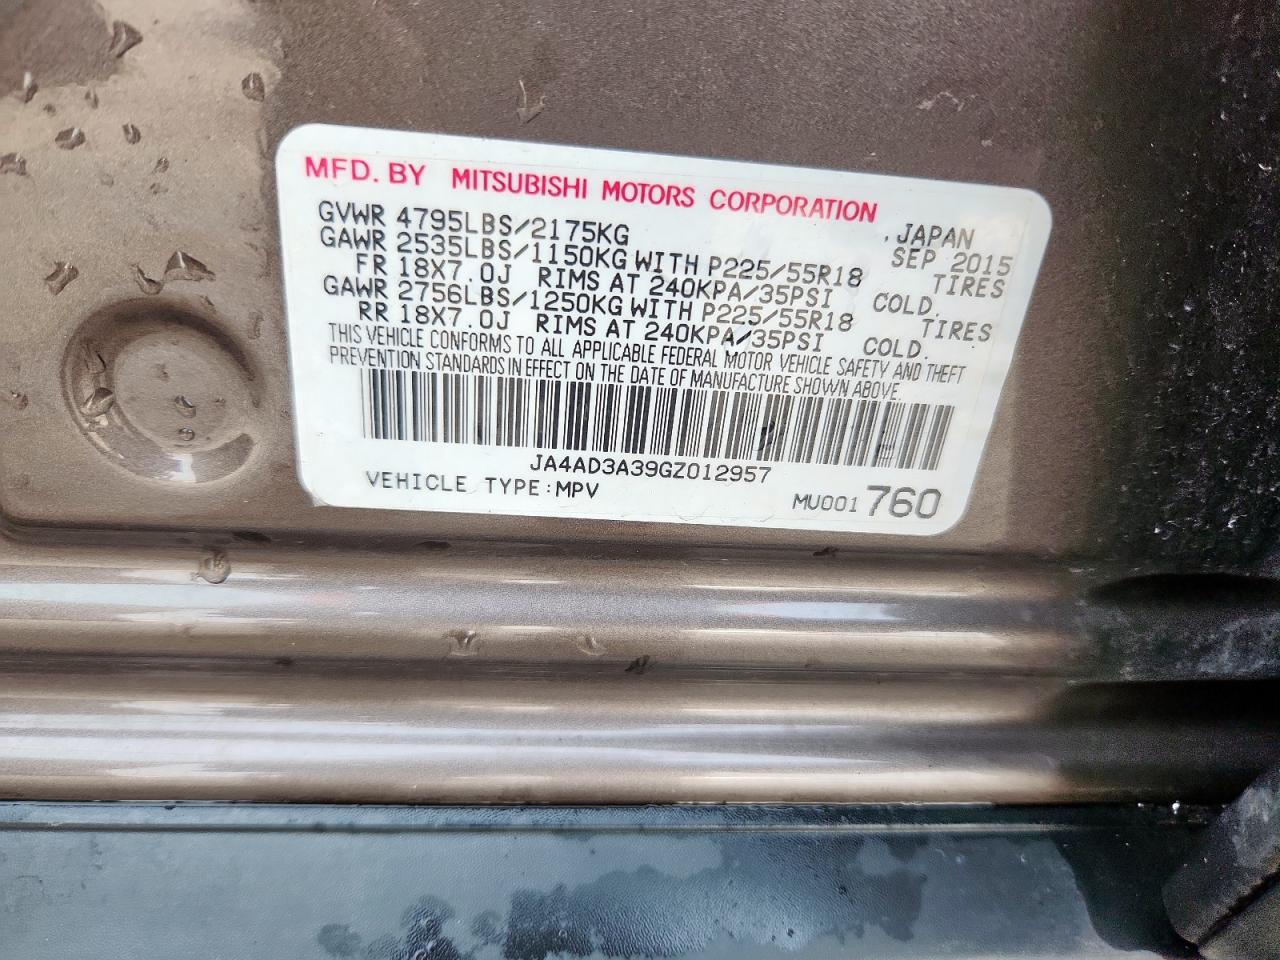 MFD. BY MITSUBISHI MOTORS CORPORATION
, JAPAN
GVWR 4795LBS/2175KG SEP 2015
GAWR 2535LBS/1150KG WITH P225/55R18 TIRES
FR 18X7.0J RIMS AT 240KPA/35PSI COLD.
GAWR 2756LBS/1250KG WITH P225/55R18 TIRES
RR 18X7.0J RIMS AT 240KPA/35PSI COLD.
THIS VEHICLE CONFORMS TO ALL APPLICABLE FEDERAL MOTOR VEHICLE SAFETY AND THEFT
PREVENTION STANDARDS IN EFFECT ON THE DATE OF MANUFACTURE SHOWN ABOVE.
JA4AD3A39GZ012957
VEHICLE TYPE:MPV
MU001 760